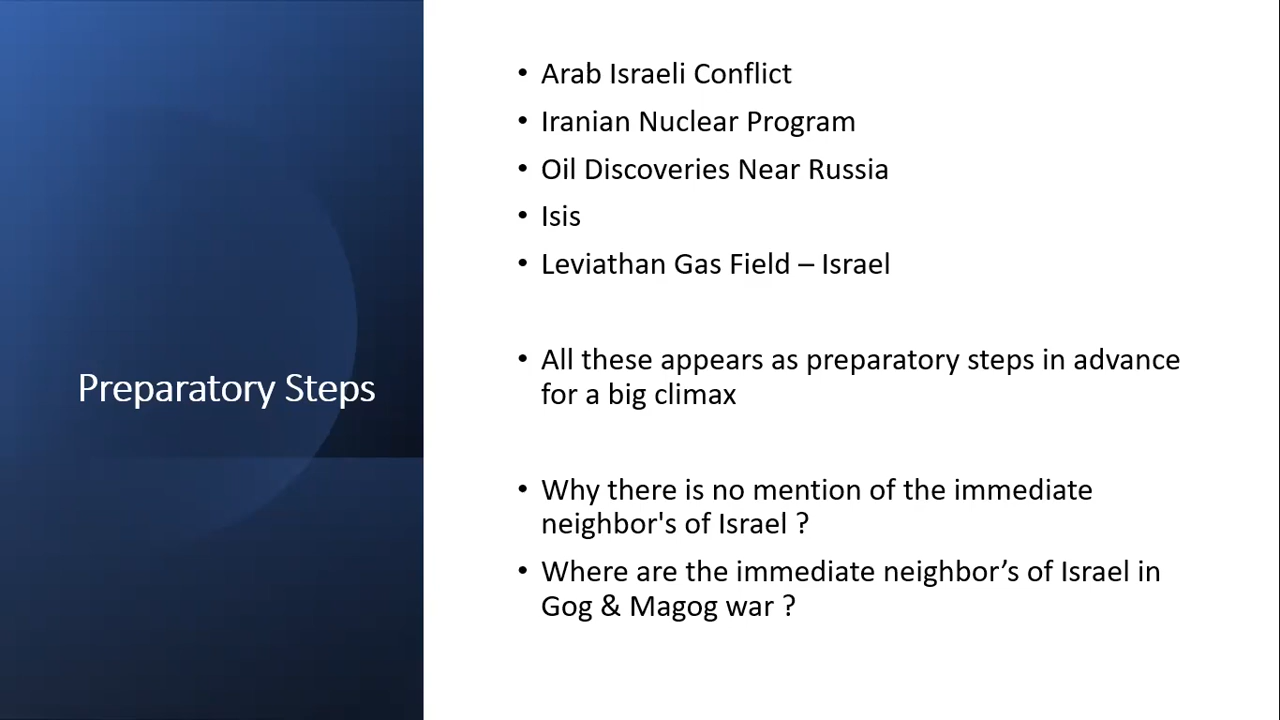 Preparatory Steps
• Arab Israeli Conflict
• Iranian Nuclear Program
• Oil Discoveries Near Russia
• Isis
• Leviathan Gas Field – Israel
• All these appears as preparatory steps in advance
for a big climax
• Why there is no mention of the immediate
neighbor's of Israel ?
• Where are the immediate neighbor’s of Israel in
Gog & Magog war ?